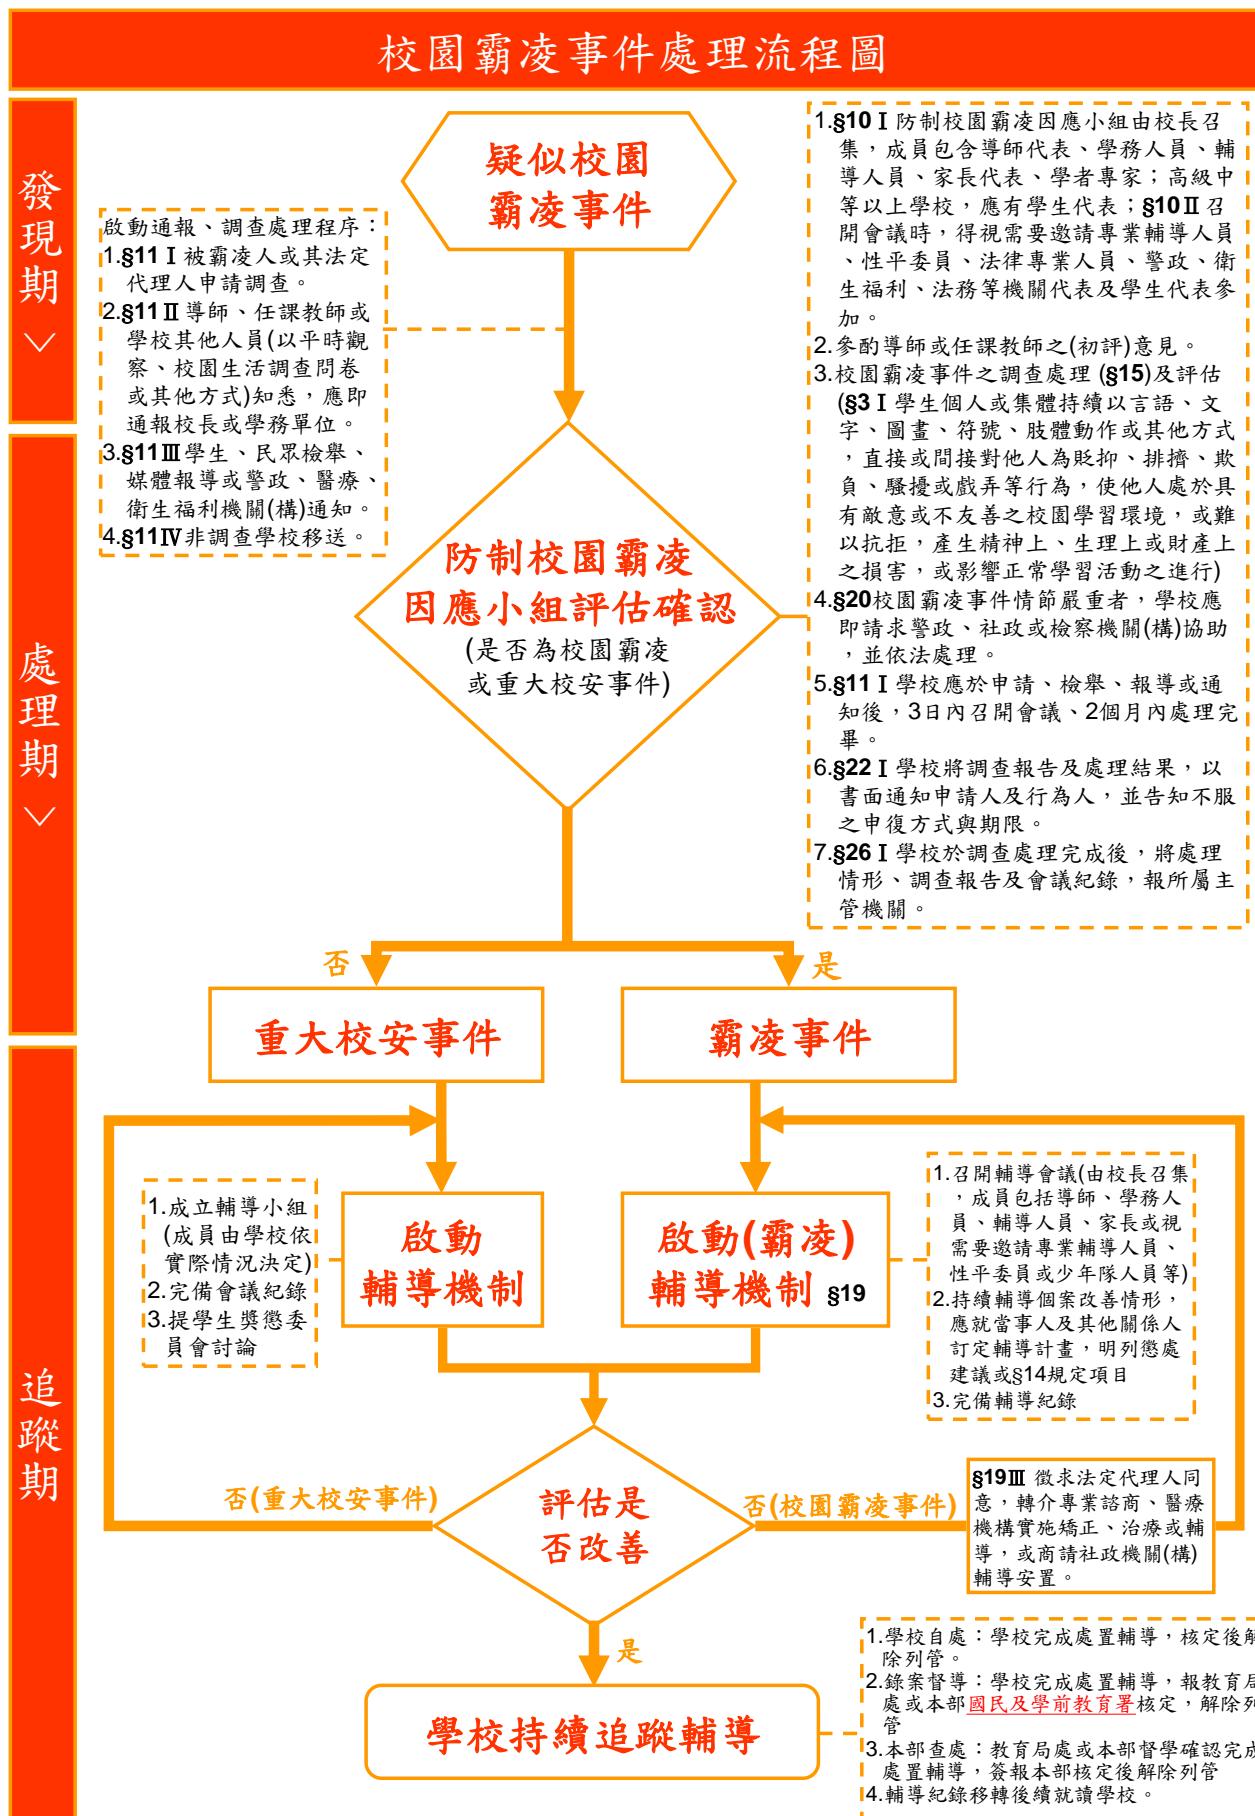 校園霸凌事件處理流程圖
發現期
疑似校園
霸凌事件
啟動通報、調查處理程序：
1.§11Ⅰ被霸凌人或其法定
代理人申請調查。
2.§11Ⅱ導師、任課教師或
學校其他人員(以平時觀
察、校園生活調查問卷
或其他方式)知悉，應即
通報校長或學務單位。
3.§11Ⅲ學生、民眾檢舉、
媒體報導或警政、醫療、
衛生福利機關(構)通知。
4.§11Ⅳ非調查學校移送。
1.§10Ⅰ防制校園霸凌因應小組由校長召
集，成員包含導師代表、學務人員、輔
導人員、家長代表、學者專家；高級中
等以上學校，應有學生代表；§10Ⅱ召
開會議時，得視需要邀請專業輔導人員
、性平委員、法律專業人員、警政、衛
生福利、法務等機關代表及學生代表參
加。
2.參酌導師或任課教師之(初評)意見。
3.校園霸凌事件之調查處理 (§15)及評估
(§3Ⅰ學生個人或集體持續以言語、文
字、圖畫、符號、肢體動作或其他方式
，直接或間接對他人為貶抑、排擠、欺
負、騷擾或戲弄等行為，使他人處於具
有敵意或不友善之校園學習環境，或難
以抗拒，產生精神上、生理上或財產上
之損害，或影響正常學習活動之進行)
4.§20校園霸凌事件情節嚴重者，學校應
即請求警政、社政或檢察機關(構)協助
，並依法處理。
5.§11Ⅰ學校應於申請、檢舉、報導或通
知後，3日內召開會議、2個月內處理完
畢。
6.§22Ⅰ學校將調查報告及處理結果，以
書面通知申請人及行為人，並告知不服
之申復方式與期限。
7.§26Ⅰ學校於調查處理完成後，將處理
情形、調查報告及會議紀錄，報所屬主
管機關。
處理期
防制校園霸凌
因應小組評估確認
(是否為校園霸凌
或重大校安事件)
否
是
重大校安事件
霸凌事件
追蹤期
1.成立輔導小組
(成員由學校依
實際情況決定)
2.完備會議紀錄
3.提學生獎懲委
員會討論
啟動
輔導機制
啟動(霸凌)
輔導機制 §19
1.召開輔導會議(由校長召集
，成員包括導師、學務人
員、輔導人員、家長或視
需要邀請專業輔導人員、
性平委員或少年隊人員等)
2.持續輔導個案改善情形，
應就當事人及其他關係人
訂定輔導計畫，明列懲處
建議或§14規定項目
3.完備輔導紀錄
否(重大校安事件)
評估是
否改善
否(校園霸凌事件)
§19Ⅲ 徵求法定代理人同
意，轉介專業諮商、醫療
機構實施矯正、治療或輔
導，或商請社政機關(構)
輔導安置。
是
學校持續追蹤輔導
1.學校自處：學校完成處置輔導，核定後解
除列管。
2.錄案督導：學校完成處置輔導，報教育局
處或本部國民及學前教育署核定，解除列
管
3.本部查處：教育局處或本部督學確認完成
處置輔導，簽報本部核定後解除列管
4.輔導紀錄移轉後續就讀學校。